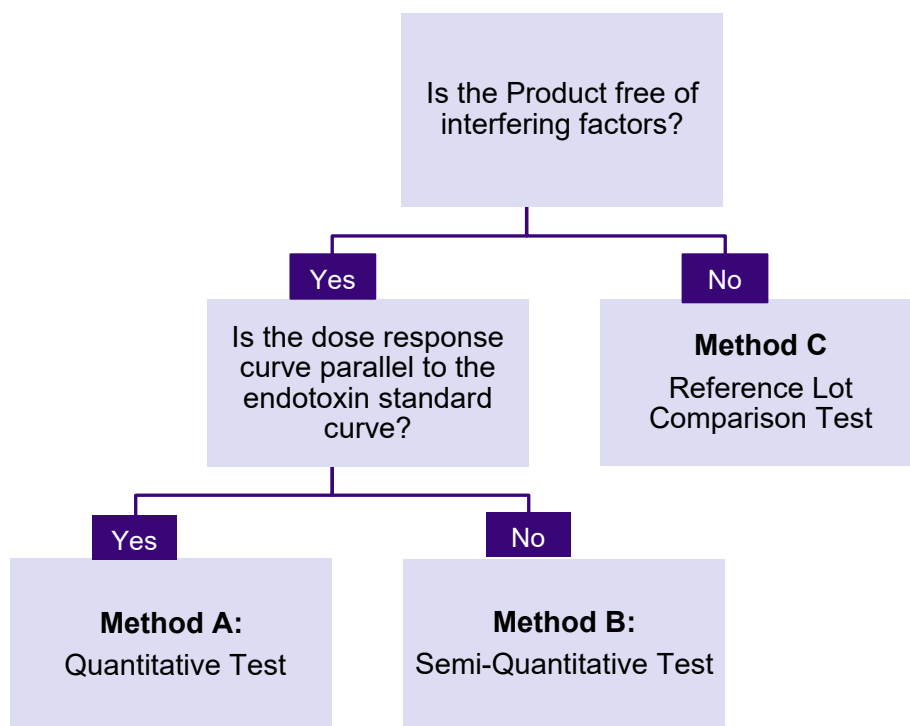 Is the Product free of
interfering factors?
Yes
No
Is the dose response
curve parallel to the
endotoxin standard
curve?
Method C
Reference Lot
Comparison Test
Yes
No
Method A:
Quantitative Test
Method B:
Semi-Quantitative Test